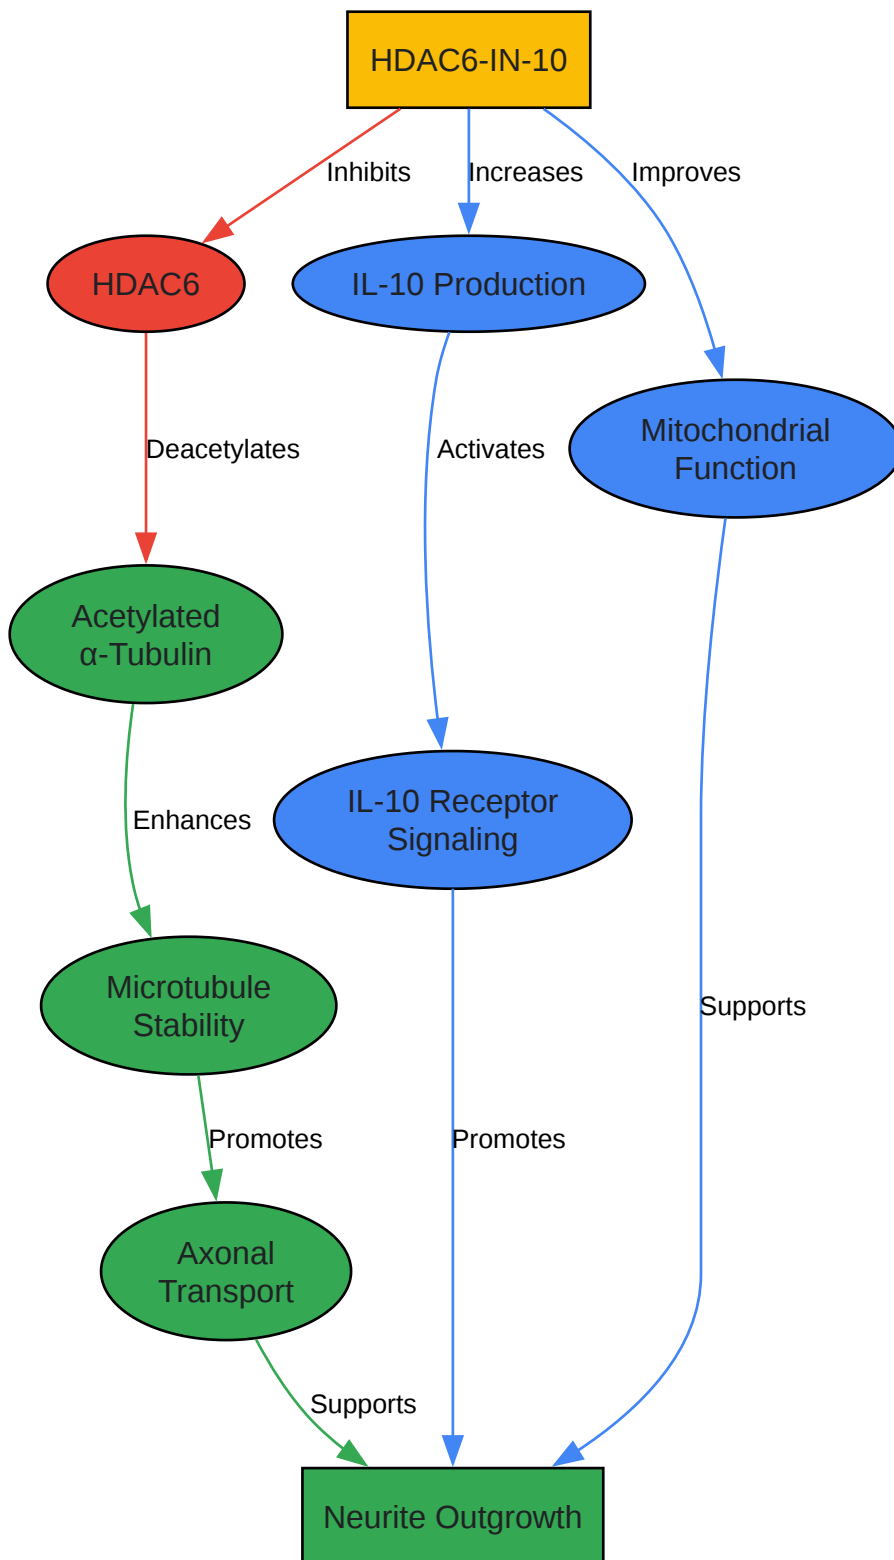 HDAC6-IN-10
Inhibits
Increases
Improves
HDAC6
IL-10 Production
Mitochondrial
Function
Deacetylates
Activates
Acetylated
α-Tubulin
IL-10 Receptor
Signaling
Enhances
Microtubule
Stability
Supports
Promotes
Promotes
Axonal
Transport
Supports
Neurite Outgrowth